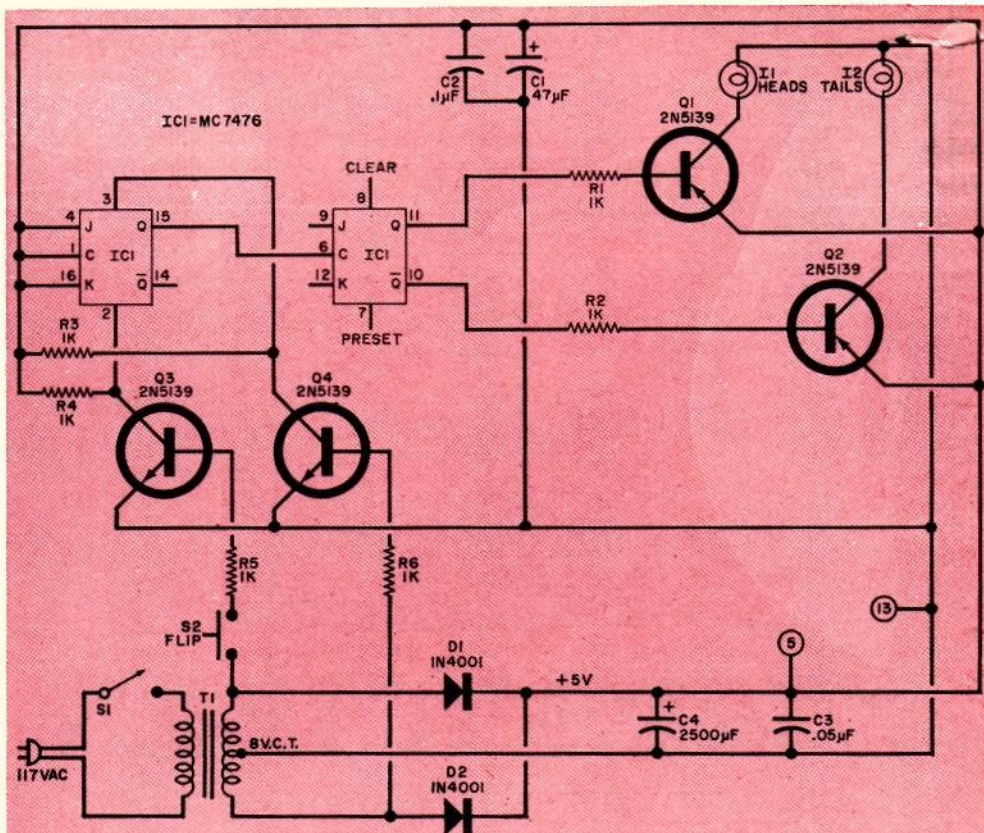 C2
.1µF
+
C1
47µF
I1
HEADS
I2
TAILS
Q1
2N5139
IC1=MC7476
CLEAR
3
8
4
J
Q
15
9
J
Q
11
R1
1K
1
C
IC1
6
C
IC1
16
K
Q̅
14
12
K
Q̅
10
Q2
2N5139
2
7
PRESET
R2
1K
R3
1K
R4
1K
Q3
2N5139
Q4
2N5139
R5
1K
R6
1K
13
S2
FLIP
D1
1N4001
5
+5V
S1
T1
+
C4
2500µF
C3
.05µF
8V.C.T.
117VAC
D2
1N4001